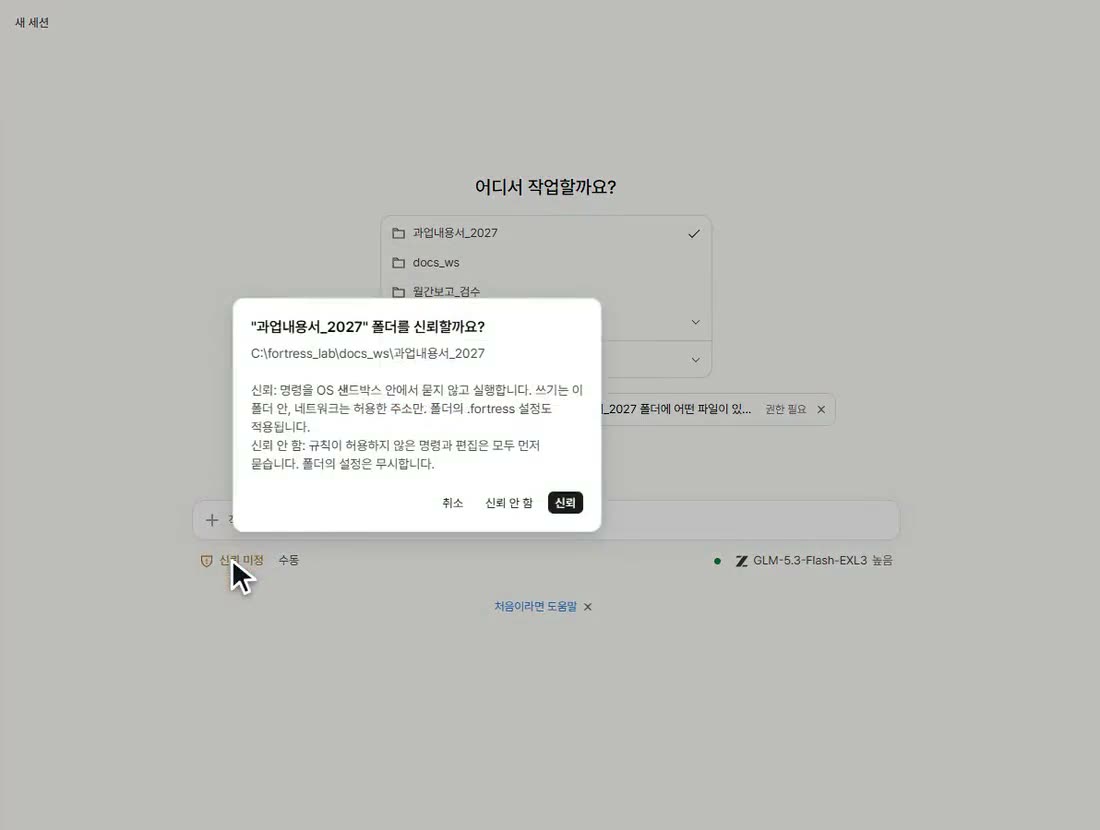 새 세션
어디서 작업할까요?
과업내용서_2027
docs_ws
월간보고_검수
"과업내용서_2027" 폴더를 신뢰할까요?
C:\fortress_lab\docs_ws\과업내용서_2027
신뢰: 명령을 OS 샌드박스 안에서 묻지 않고 실행합니다. 쓰기는 이
폴더 안, 네트워크는 허용한 주소만. 폴더의 .fortress 설정도
적용됩니다.
신뢰 안 함: 규칙이 허용하지 않은 명령과 편집은 모두 먼저
묻습니다. 폴더의 설정은 무시합니다.
취소 신뢰 안 함 신뢰
_2027 폴더에 어떤 파일이 있... 권한 필요
신뢰 미정 수동
GLM-5.3-Flash-EXL3 높음
처음이라면 도움말